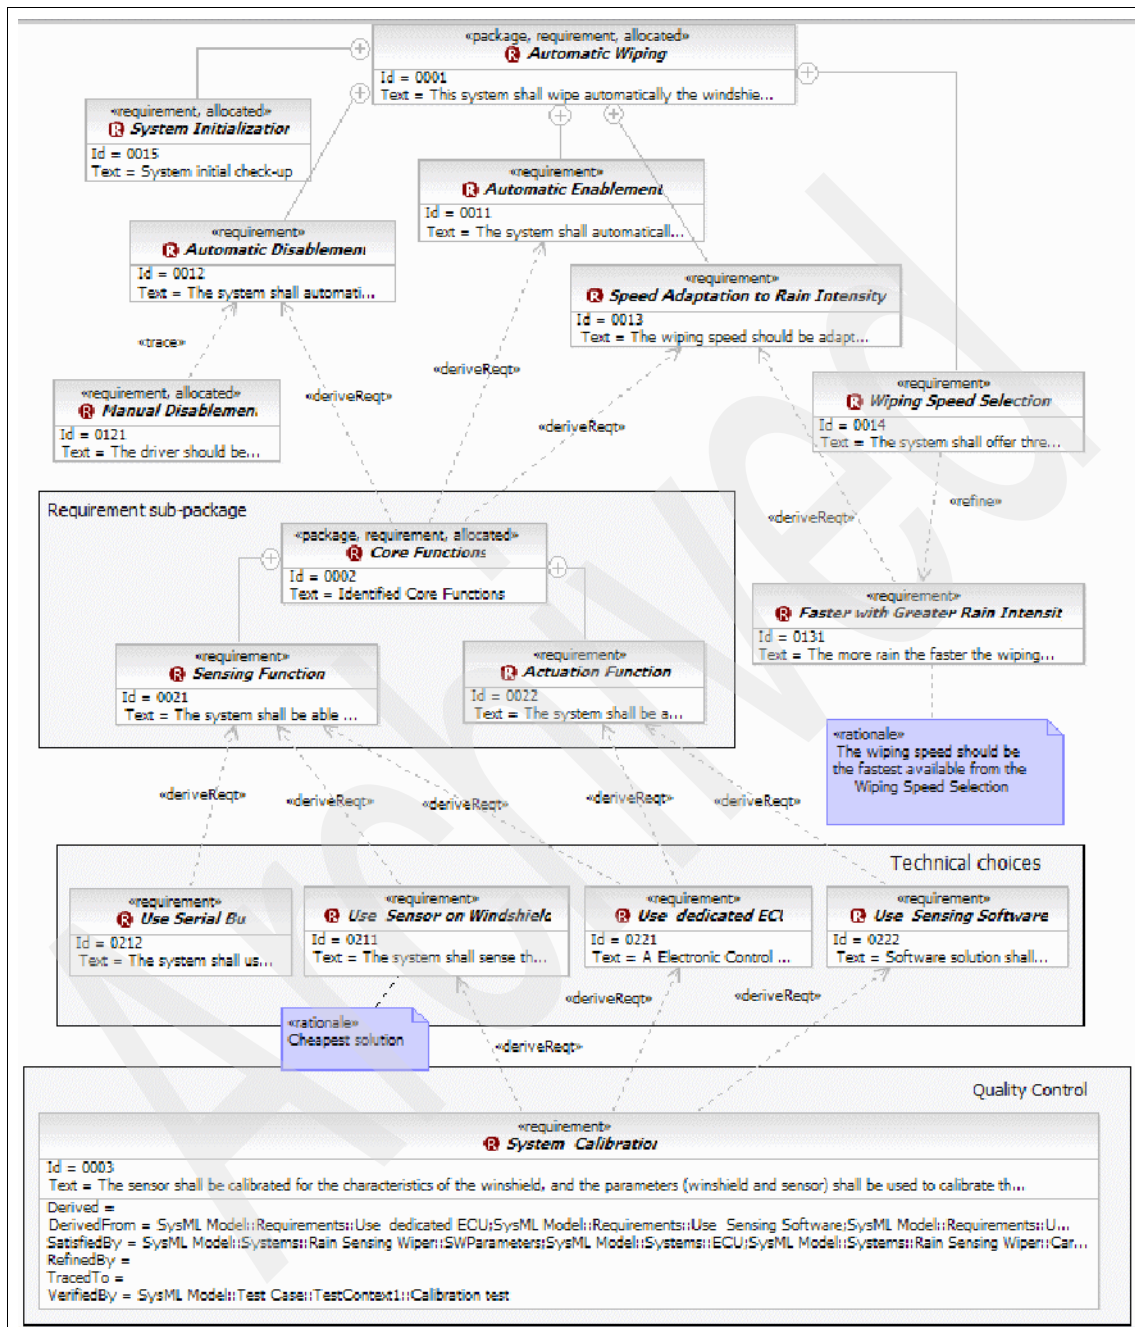 «package, requirement, allocated»
R Automatic Wiping
Id = 0001
Text = This system shall wipe automatically the windshie...
«requirement, allocated»
R System Initialization
Id = 0015
Text = System initial check-up
«requirement»
R Automatic Enablement
Id = 0011
Text = The system shall automaticall...
«requirement»
R Automatic Disablemen
Id = 0012
Text = The system shall automati...
«requirement»
R Speed Adaptation to Rain Intensity
Id = 0013
Text = The wiping speed should be adapt...
«trace»
«deriveReqt»
«deriveReqt»
«deriveReqt»
«requirement, allocated»
R Manual Disablemen
Id = 0121
Text = The driver should be...
«requirement»
R Wiping Speed Selection
Id = 0014
Text = The system shall offer thre...
«deriveReqt»
«refine»
Requirement sub-package
«package, requirement, allocated»
R Core Functions
Id = 0002
Text = Identified Core Functions
«requirement»
R Faster with Greater Rain Intensit
Id = 0131
Text = The more rain the faster the wiping...
«requirement»
R Sensing Function
Id = 0021
Text = The system shall be able ...
«requirement»
R Actuation Function
Id = 0022
Text = The system shall be a...
«rationale»
The wiping speed should be
the fastest available from the
Wiping Speed Selection
«deriveReqt»
«deriveReqt»
«deriveReqt»
«deriveReqt»
«deriveReqt»
Technical choices
«requirement»
R Use Serial Bu
Id = 0212
Text = The system shall us...
«requirement»
R Use Sensor on Windshield
Id = 0211
Text = The system shall sense th...
«requirement»
R Use dedicated ECU
Id = 0221
Text = A Electronic Control ...
«requirement»
R Use Sensing Software
Id = 0222
Text = Software solution shall...
«rationale»
Cheapest solution
«deriveReqt»
«deriveReqt»
«deriveReqt»
Quality Control
«requirement»
R System Calibration
Id = 0003
Text = The sensor shall be calibrated for the characteristics of the winshield, and the parameters (winshield and sensor) shall be used to calibrate th...
Derived =
DerivedFrom = SysML Model::Requirements::Use dedicated ECU;SysML Model::Requirements::Use Sensing Software;SysML Model::Requirements::U...
SatisfiedBy = SysML Model::Systems::Rain Sensing Wiper::SWParameters;SysML Model::Systems::ECU;SysML Model::Systems::Rain Sensing Wiper::Car...
RefinedBy =
TracedTo =
VerifiedBy = SysML Model::Test Case::TestContext1::Calibration test
Archived